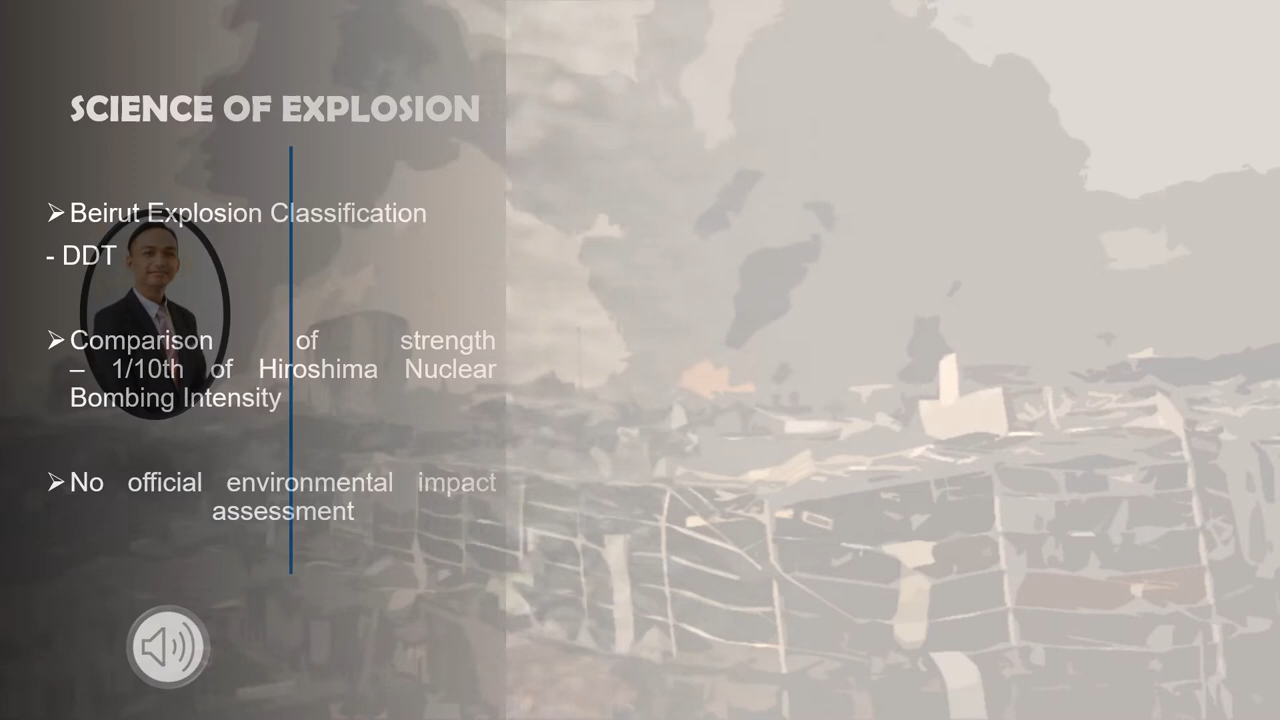 SCIENCE OF EXPLOSION
➢ Beirut Explosion Classification
- DDT
➢ Comparison of strength
– 1/10th of Hiroshima Nuclear
Bombing Intensity
➢ No official environmental impact
assessment